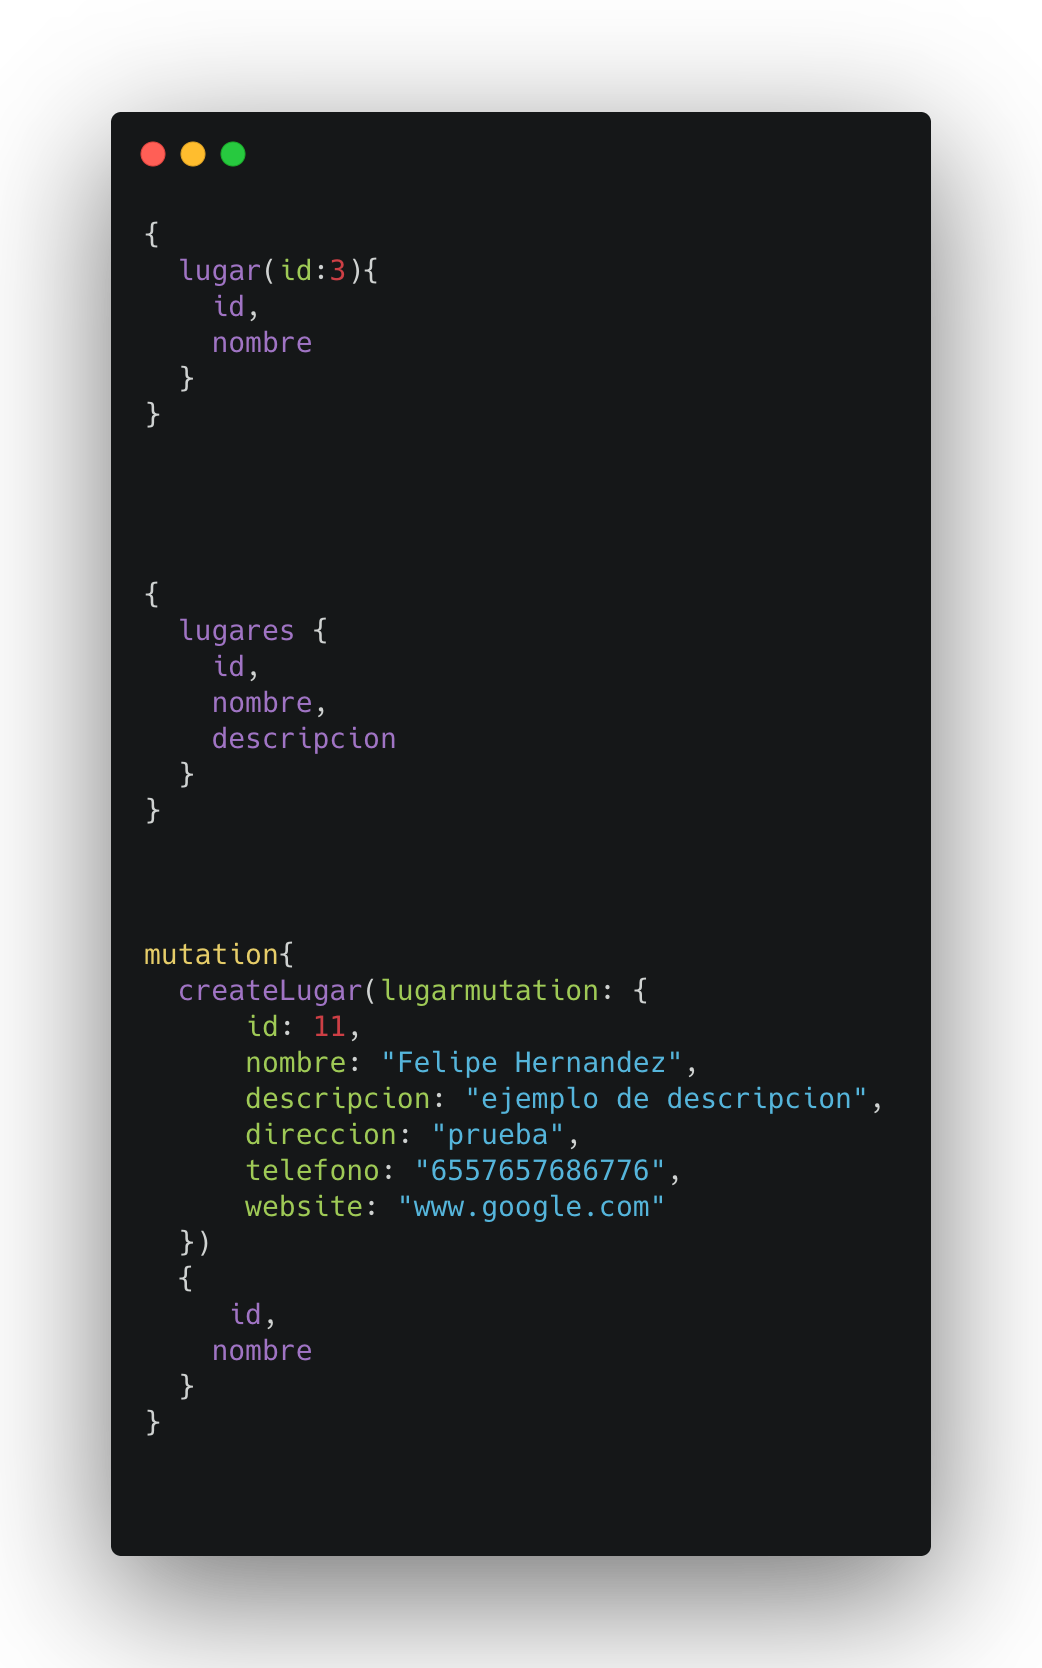 {
  lugar(id:3){
    id,
    nombre
  }
}
{
  lugares {
    id,
    nombre,
    descripcion
  }
}
mutation{
  createLugar(lugarmutation: {
      id: 11,
      nombre: "Felipe Hernandez",
      descripcion: "ejemplo de descripcion",
      direccion: "prueba",
      telefono: "6557657686776",
      website: "www.google.com"
  })
  {
     id,
    nombre
  }
}